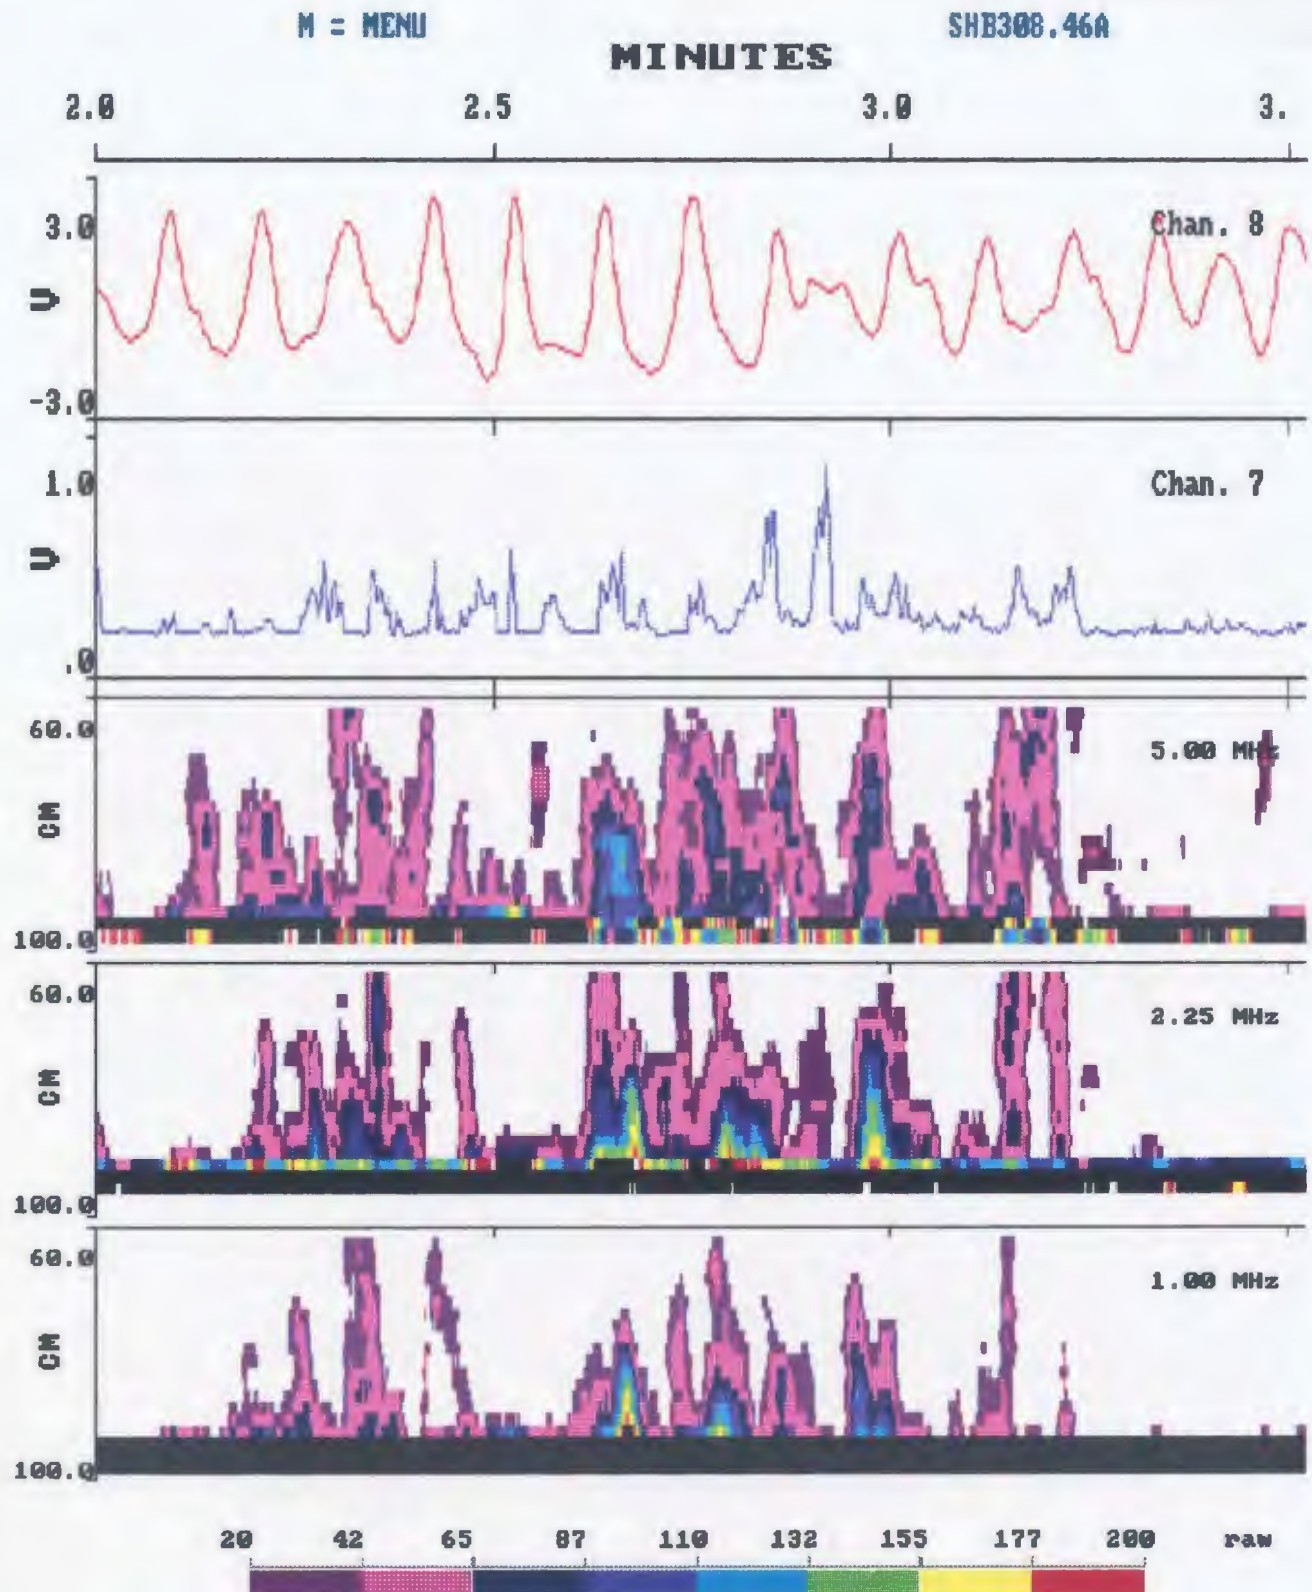 M = MENU SHB308.46A
MINUTES
2.0 2.5 3.0 3.
3.0 Chan. 8
V
-3.0
1.0 Chan. 7
V
.0
60.0 5.00 MHz
CM
100.0
60.0 2.25 MHz
CM
100.0
60.0 1.00 MHz
CM
100.0
20 42 65 87 110 132 155 177 200 raw